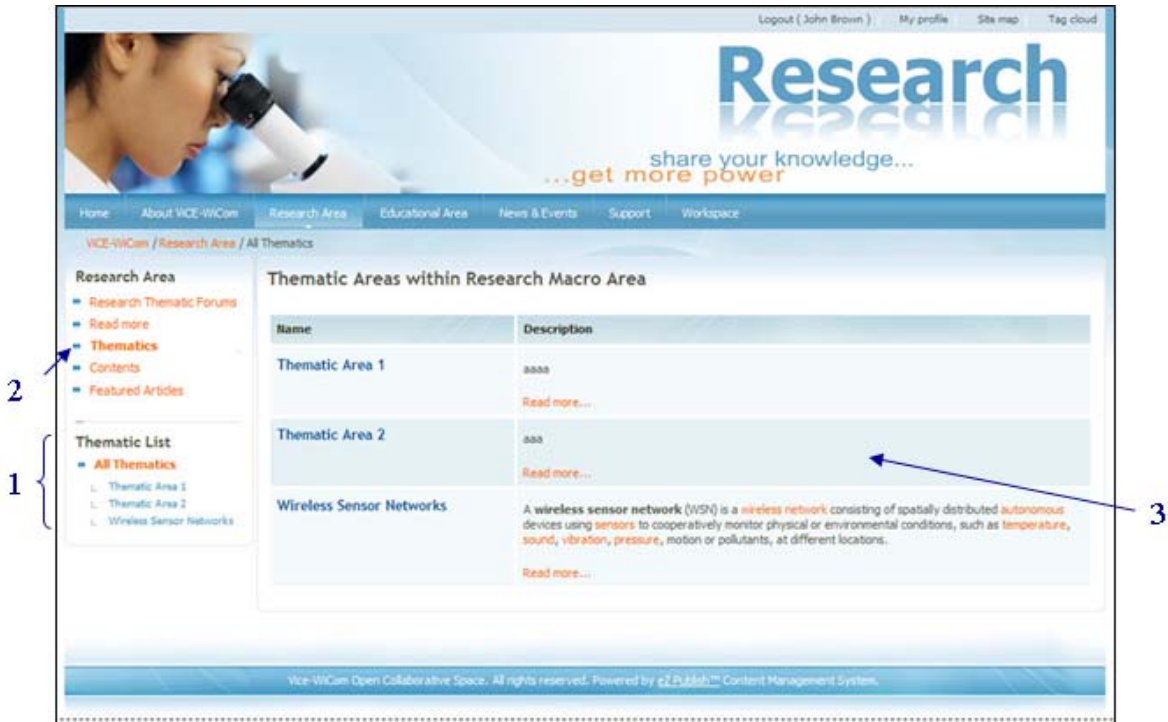 Logout ( John Brown ) My profile Site map Tag cloud
Research
share your knowledge...
...get more power
Home About ViCE-WiCom Research Area Educational Area News & Events Support Workspace
ViCE-WiCom / Research Area / All Thematics
Research Area
Research Thematic Forums
Read more
Thematics
Contents
Featured Articles
2
Thematic List
All Thematics
Thematic Area 1
Thematic Area 2
Wireless Sensor Networks
1
Thematic Areas within Research Macro Area
Name Description
Thematic Area 1 aaaa
Read more...
Thematic Area 2 aaa
Read more...
Wireless Sensor Networks A wireless sensor network (WSN) is a wireless network consisting of spatially distributed autonomous
devices using sensors to cooperatively monitor physical or environmental conditions, such as temperature,
sound, vibration, pressure, motion or pollutants, at different locations.
Read more...
3
Vice-WiCom Open Collaborative Space. All rights reserved. Powered by eZ Publish™ Content Management System.